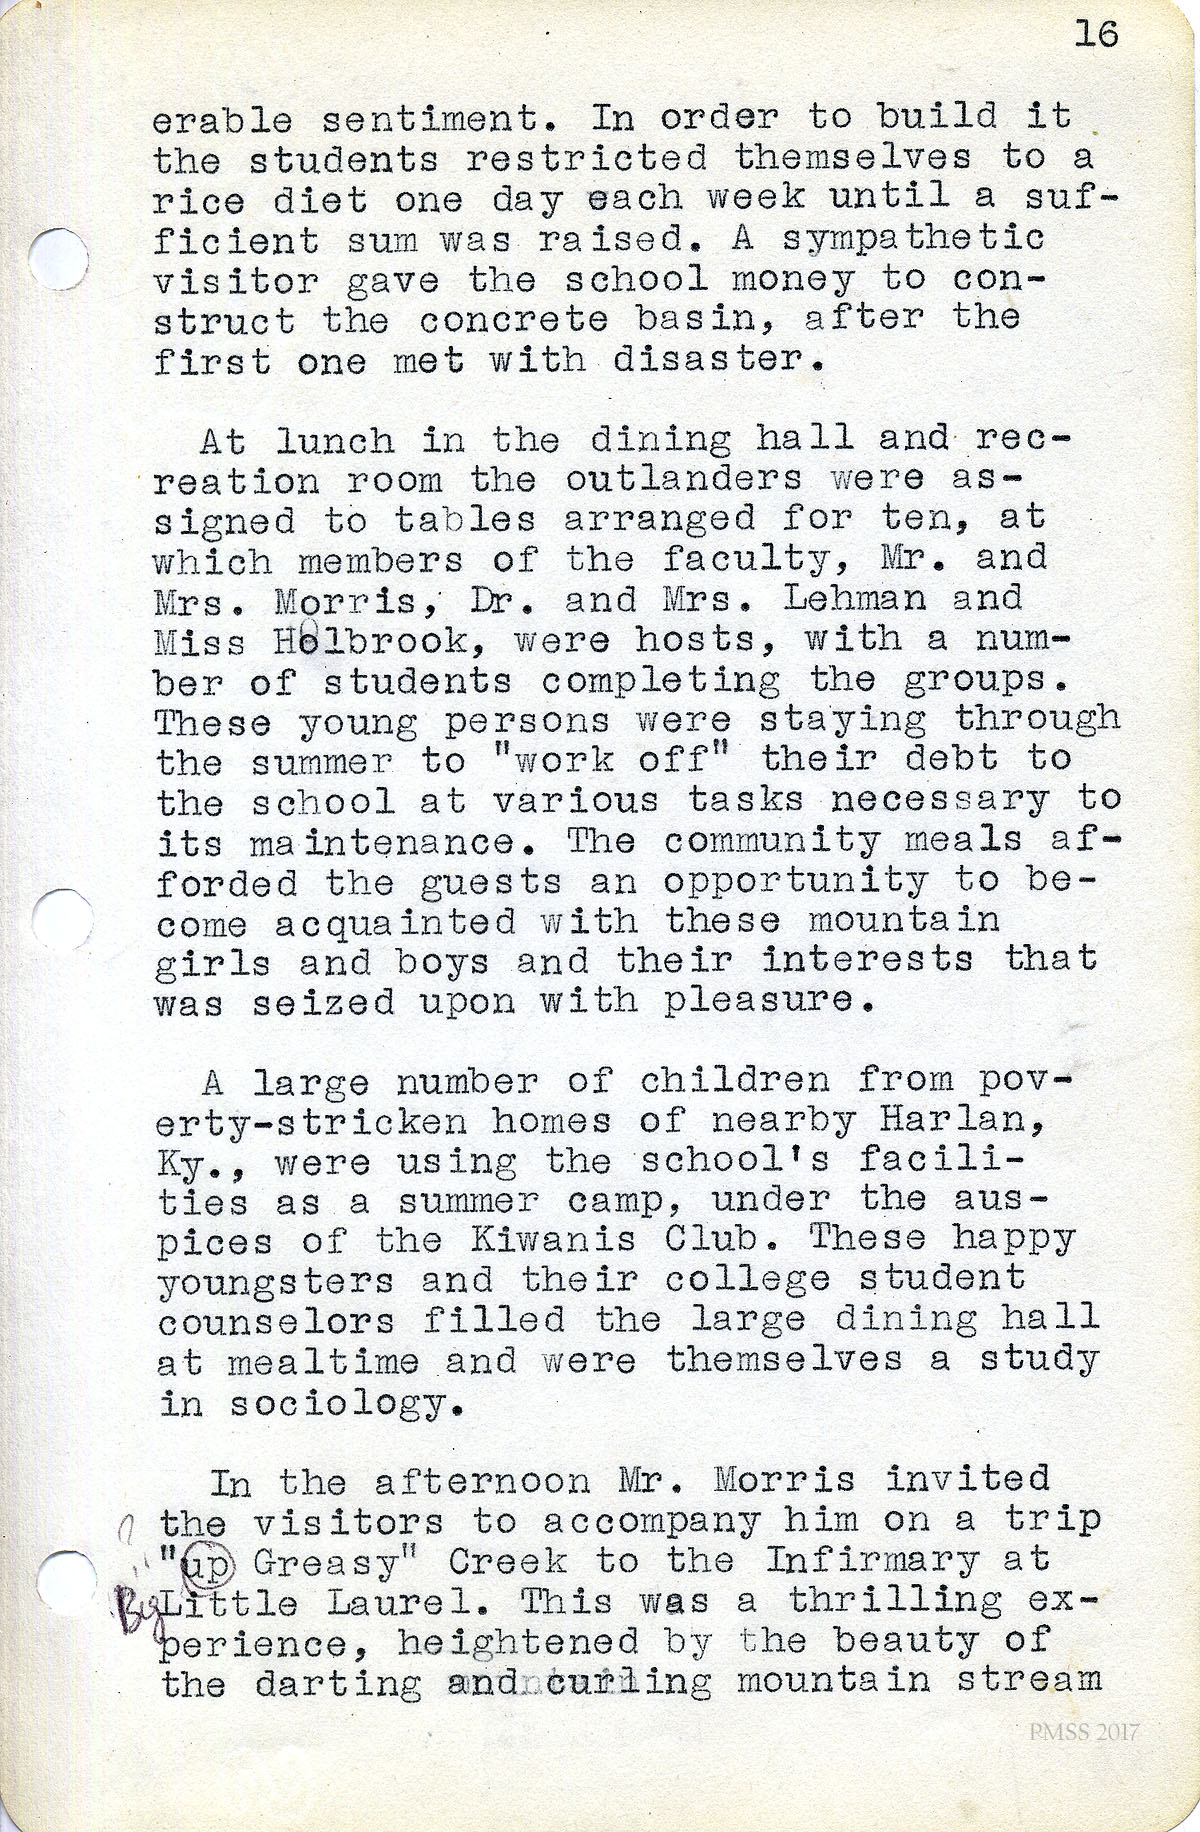 16
erable sentiment. In order to build it
the students restricted themselves to a
rice diet one day each week until a suf-
ficient sum was raised. A sympathetic
visitor gave the school money to con-
struct the concrete basin, after the
first one met with disaster.
At lunch in the dining hall and rec-
reation room the outlanders were as-
signed to tables arranged for ten, at
which members of the faculty, Mr. and
Mrs. Morris, Dr. and Mrs. Lehman and
Miss Holbrook, were hosts, with a num-
ber of students completing the groups.
These young persons were staying through
the summer to "work off" their debt to
the school at various tasks necessary to
its maintenance. The community meals af-
forded the guests an opportunity to be-
come acquainted with these mountain
girls and boys and their interests that
was seized upon with pleasure.
A large number of children from pov-
erty-stricken homes of nearby Harlan,
Ky., were using the school's facili-
ties as a summer camp, under the aus-
pices of the Kiwanis Club. These happy
youngsters and their college student
counselors filled the large dining hall
at mealtime and were themselves a study
in sociology.
In the afternoon Mr. Morris invited
the visitors to accompany him on a trip
? "up Greasy" Creek to the Infirmary at
Big Little Laurel. This was a thrilling ex-
perience, heightened by the beauty of
the darting and curling mountain stream
PMSS 2017